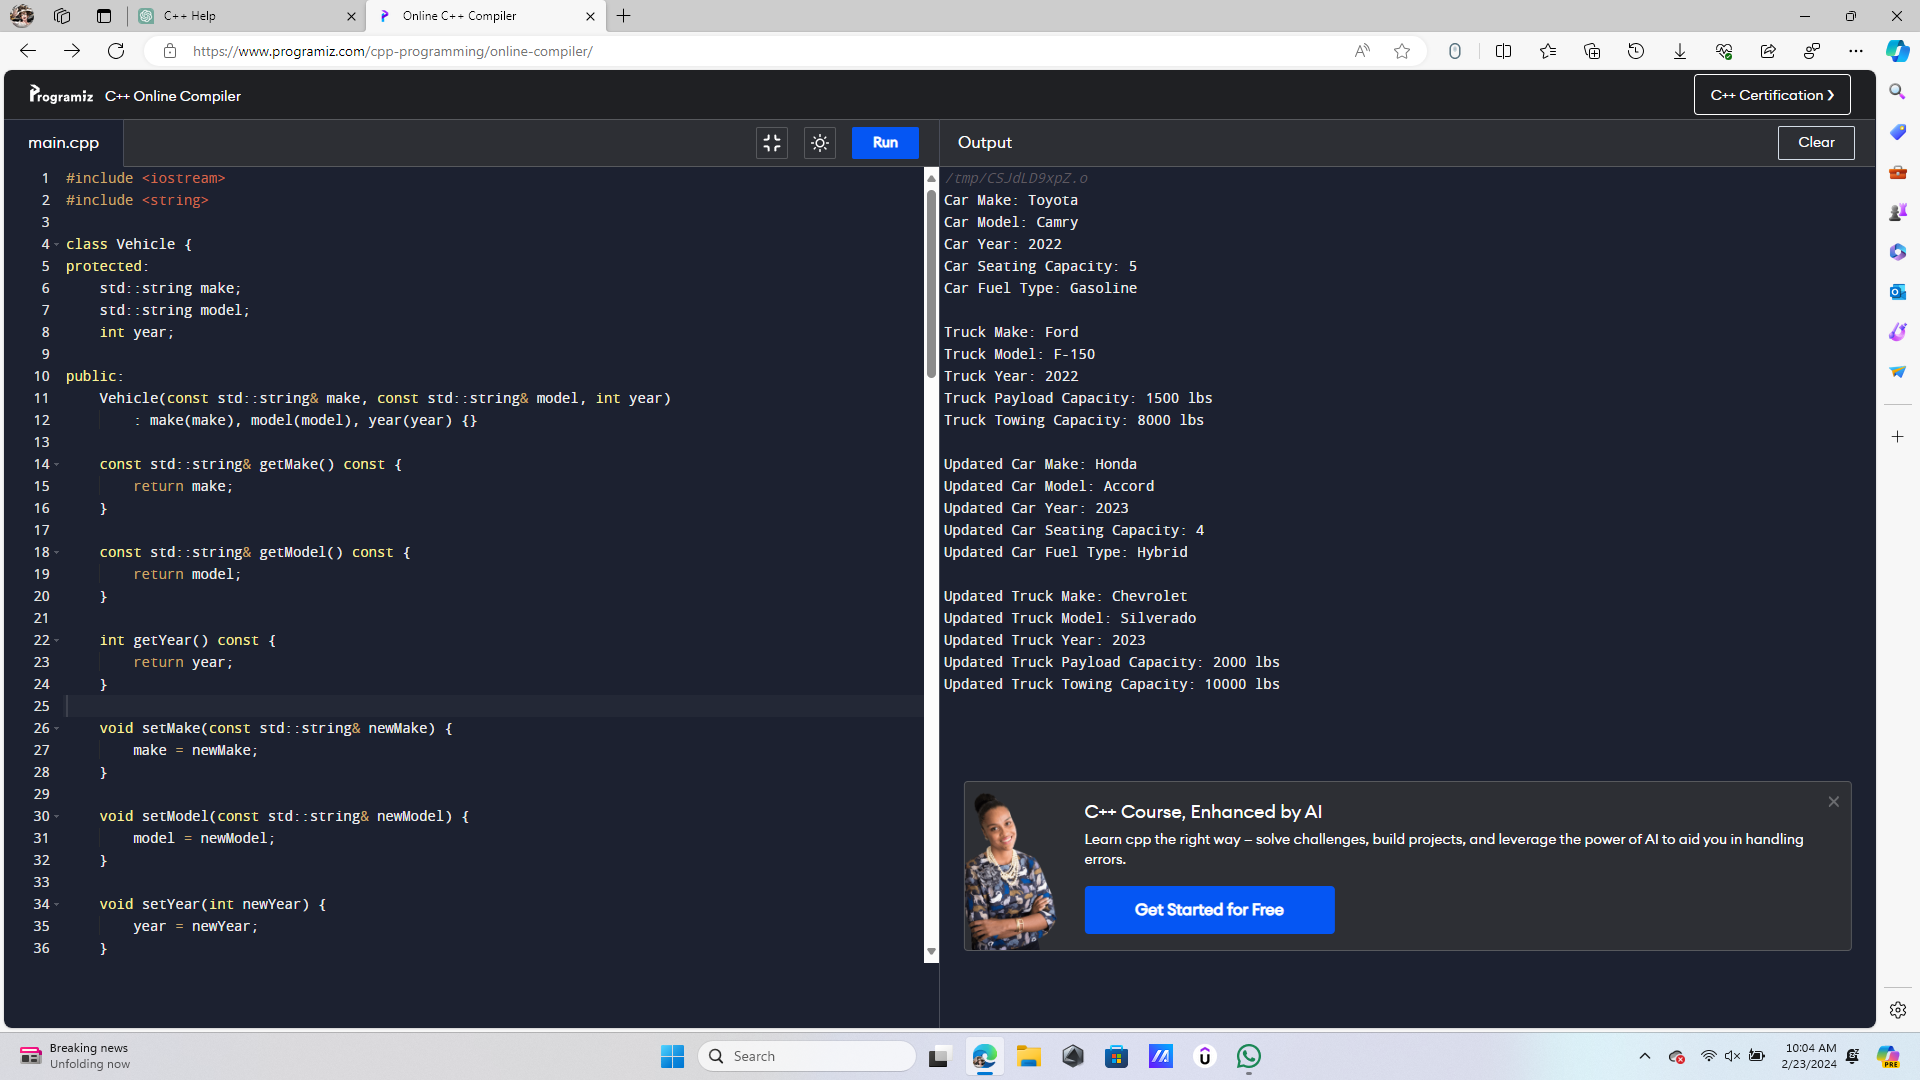 C++ Help
Online C++ Compiler
https://www.programiz.com/cpp-programming/online-compiler/
Programiz C++ Online Compiler
C++ Certification ❯
main.cpp
Run
Output
Clear
1 #include <iostream>
2 #include <string>
3
4 class Vehicle {
5 protected:
6     std::string make;
7     std::string model;
8     int year;
9
10 public:
11     Vehicle(const std::string& make, const std::string& model, int year)
12         : make(make), model(model), year(year) {}
13
14     const std::string& getMake() const {
15         return make;
16     }
17
18     const std::string& getModel() const {
19         return model;
20     }
21
22     int getYear() const {
23         return year;
24     }
25
26     void setMake(const std::string& newMake) {
27         make = newMake;
28     }
29
30     void setModel(const std::string& newModel) {
31         model = newModel;
32     }
33
34     void setYear(int newYear) {
35         year = newYear;
36     }
/tmp/CSJdLD9xpZ.o
Car Make: Toyota
Car Model: Camry
Car Year: 2022
Car Seating Capacity: 5
Car Fuel Type: Gasoline
Truck Make: Ford
Truck Model: F-150
Truck Year: 2022
Truck Payload Capacity: 1500 lbs
Truck Towing Capacity: 8000 lbs
Updated Car Make: Honda
Updated Car Model: Accord
Updated Car Year: 2023
Updated Car Seating Capacity: 4
Updated Car Fuel Type: Hybrid
Updated Truck Make: Chevrolet
Updated Truck Model: Silverado
Updated Truck Year: 2023
Updated Truck Payload Capacity: 2000 lbs
Updated Truck Towing Capacity: 10000 lbs
C++ Course, Enhanced by AI
Learn cpp the right way – solve challenges, build projects, and leverage the power of AI to aid you in handling
errors.
Get Started for Free
Breaking news
Unfolding now
Search
10:04 AM
2/23/2024
PRE